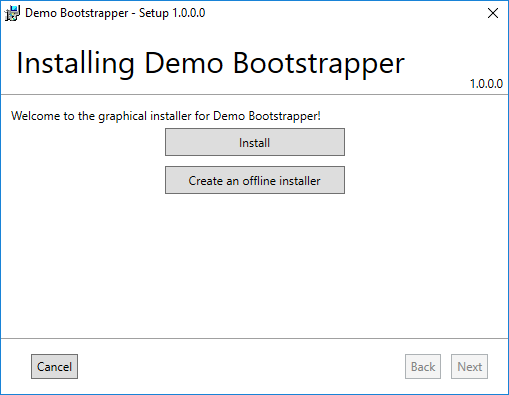 Demo Bootstrapper - Setup 1.0.0.0
Installing Demo Bootstrapper
1.0.0.0
Welcome to the graphical installer for Demo Bootstrapper!
Install
Create an offline installer
Cancel
Back
Next